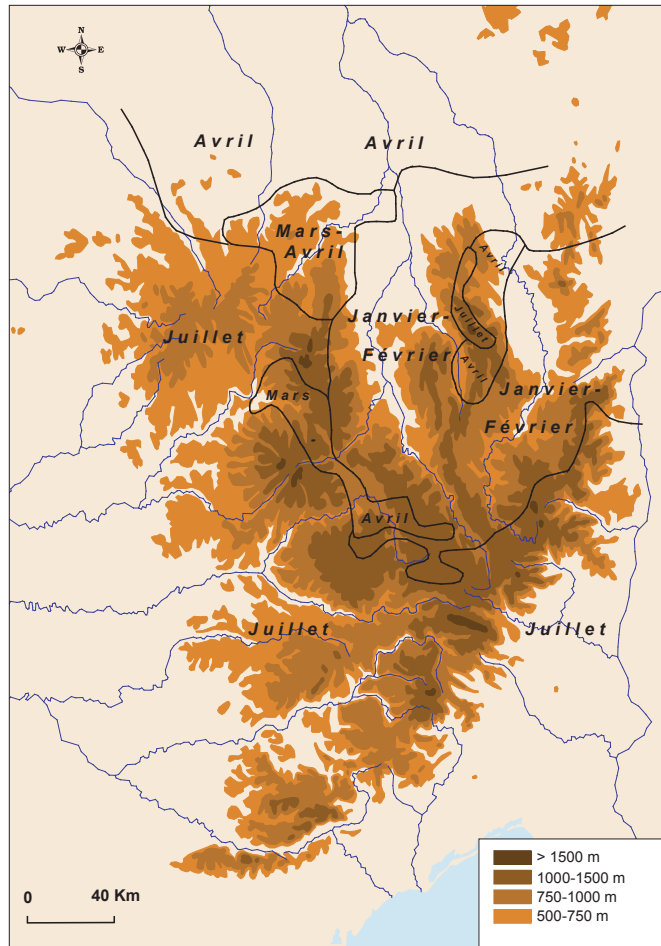 N
W E
S
Avril Avril
Mars-
Avril
Avril
Juillet
Janvier-
Février
Juillet
Avril
Mars
-
Janvier-
Février
Avril
Juillet
Juillet
> 1500 m
1000-1500 m
750-1000 m
500-750 m
0 40 Km